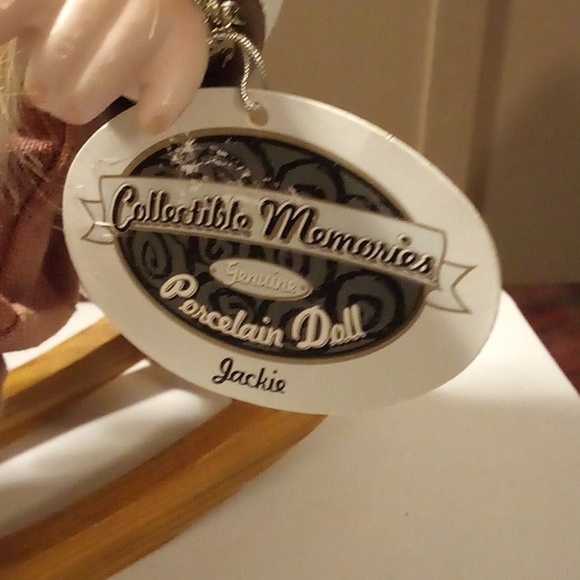 Collectible Memories
Genuine
Porcelain Doll
Jackie